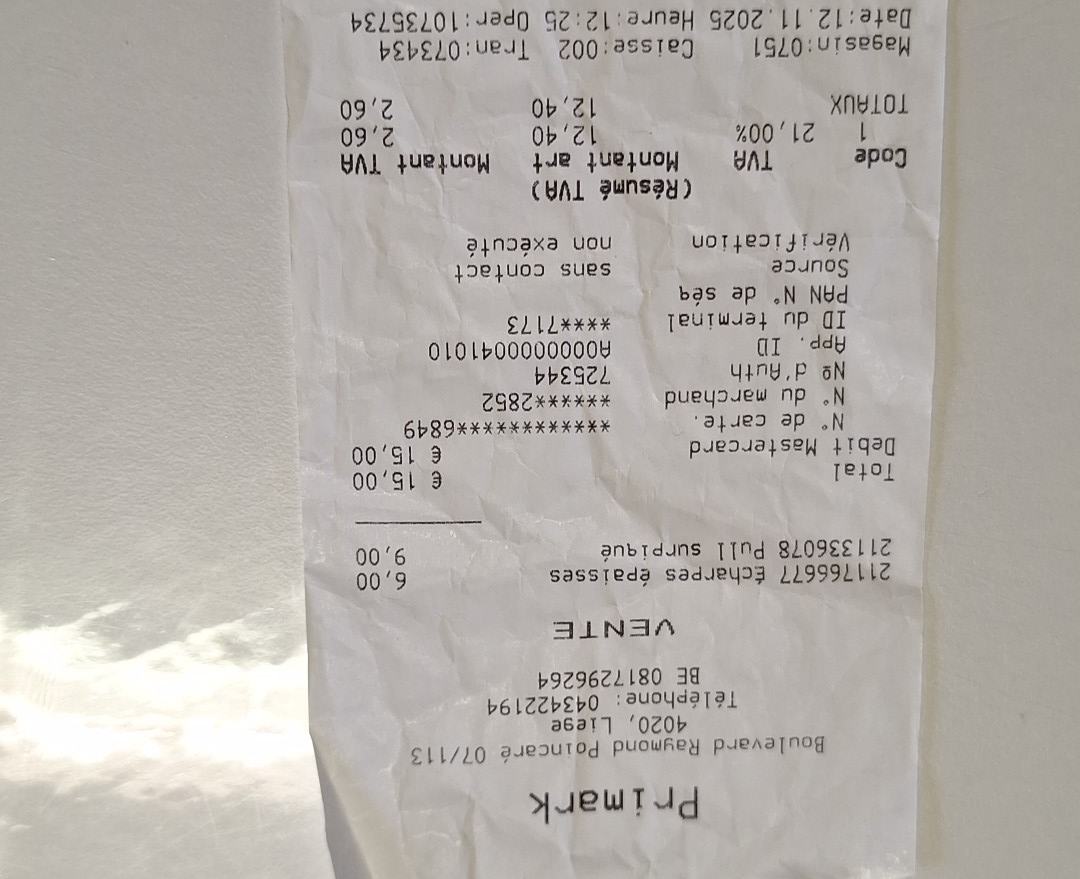 Primark
Boulevard Raymond Poincaré 07/113
4020, Liege
Téléphone: 043422194
BE 0817296264
VENTE
211766677 Écharpes épaisses 6,00
211336078 Pull surpiqué 9,00
Total € 15,00
Debit Mastercard € 15,00
N° de carte. *************6849
N° du marchand ******2852
Nº d'Auth 725344
App. ID A0000000041010
ID du terminal ****7173
PAN N° de séq
Source sans contact
Vérification non exécuté
(Résumé TVA)
Code TVA Montant art Montant TVA
1 21,00% 12,40 2,60
TOTAUX 12,40 2,60
Magasin:0751 Caisse:002 Tran:073434
Date:12.11.2025 Heure:12:25 Oper:10735734